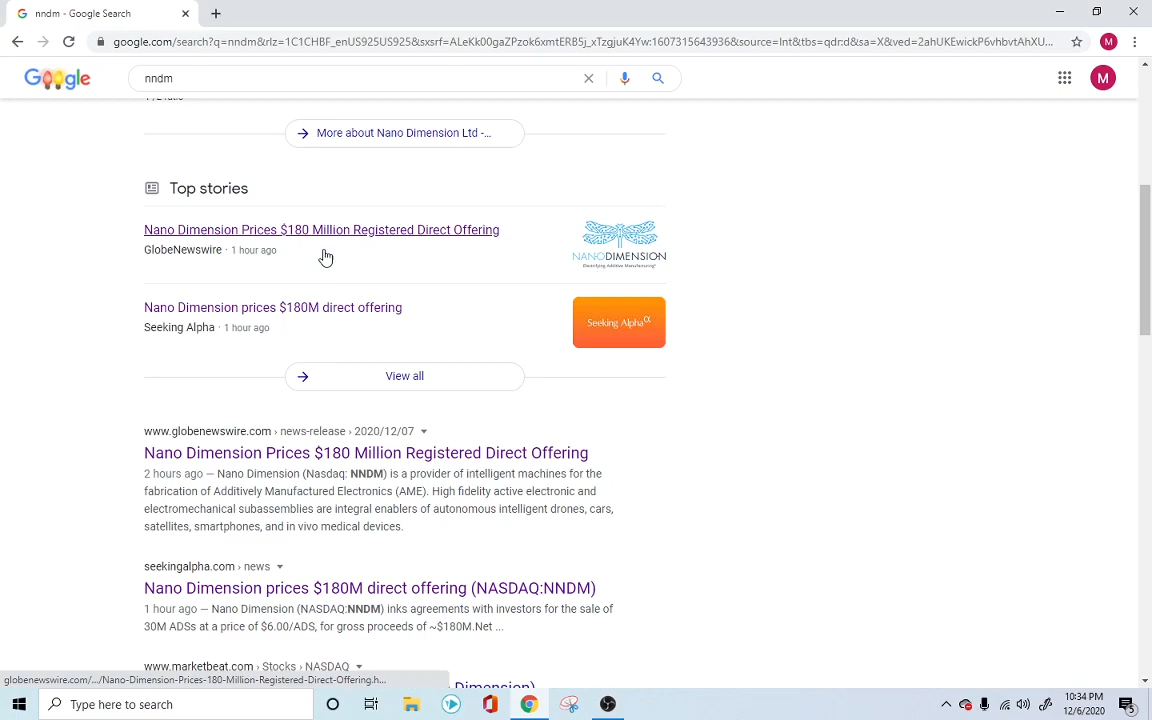 nndm - Google Search
google.com/search?q=nndm&rlz=1C1CHBF_enUS925US925&sxsrf=ALeKk00gaZPzok6xmtERB5j_xTzgjuK4Yw:1607315643936&source=lnt&tbs=qdr:d&sa=X&ved=2ahUKEwickP6vhbvtAhXU...
M
Google
nndm
M
More about Nano Dimension Ltd -...
Top stories
Nano Dimension Prices $180 Million Registered Direct Offering
GlobeNewswire · 1 hour ago
NANODIMENSION
Electrifying Additive Manufacturing!
Nano Dimension prices $180M direct offering
Seeking Alpha · 1 hour ago
Seeking Alpha α
View all
www.globenewswire.com › news-release › 2020/12/07
Nano Dimension Prices $180 Million Registered Direct Offering
2 hours ago — Nano Dimension (Nasdaq: NNDM) is a provider of intelligent machines for the
fabrication of Additively Manufactured Electronics (AME). High fidelity active electronic and
electromechanical subassemblies are integral enablers of autonomous intelligent drones, cars,
satellites, smartphones, and in vivo medical devices.
seekingalpha.com › news
Nano Dimension prices $180M direct offering (NASDAQ:NNDM)
1 hour ago — Nano Dimension (NASDAQ:NNDM) inks agreements with investors for the sale of
30M ADSs at a price of $6.00/ADS, for gross proceeds of ~$180M.Net ...
www.marketbeat.com › Stocks › NASDAQ
Dimension)
globenewswire.com/.../Nano-Dimension-Prices-180-Million-Registered-Direct-Offering.h...
Type here to search
10:34 PM
12/6/2020
5